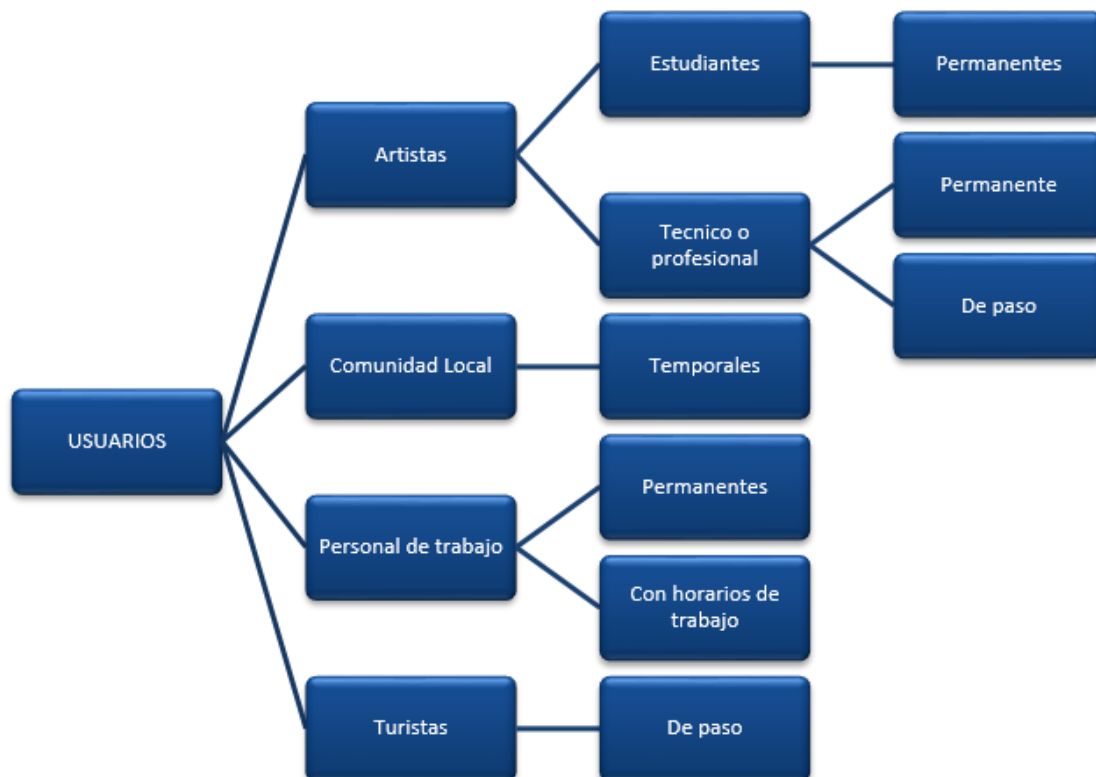 USUARIOS
Artistas
Estudiantes
Permanentes
Tecnico o
profesional
Permanente
De paso
Comunidad Local
Temporales
Personal de trabajo
Permanentes
Con horarios de
trabajo
Turistas
De paso